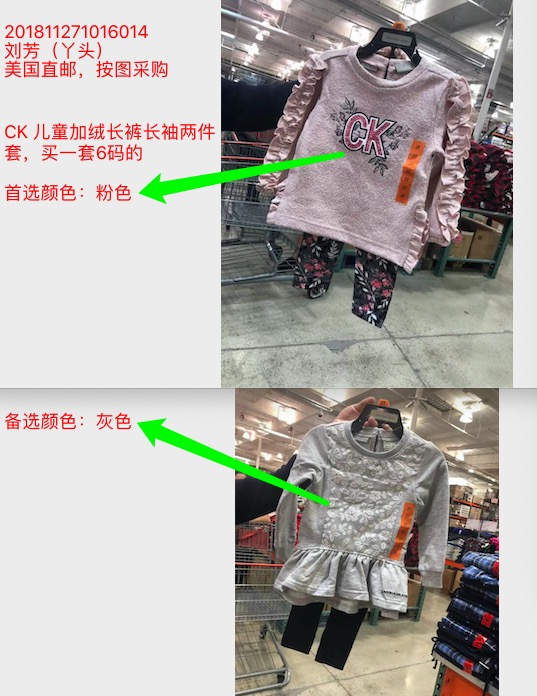 201811271016014
刘芳（丫头）
美国直邮，按图采购
CK 儿童加绒长裤长袖两件
套，买一套6码的
首选颜色：粉色
CK
备选颜色：灰色